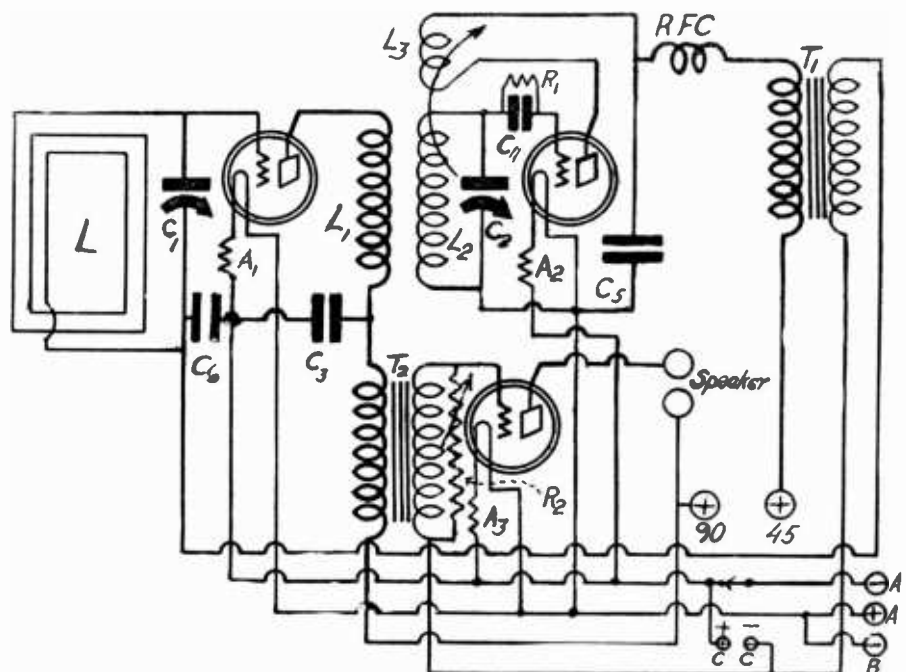 RFC
L3
T1
R1
C11
L
C1
A1
L1
L2
C2
A2
C5
C6
C3
T2
Speaker
R2
A3
+
90
+
45
− A
+ A
+ −
C C
− B